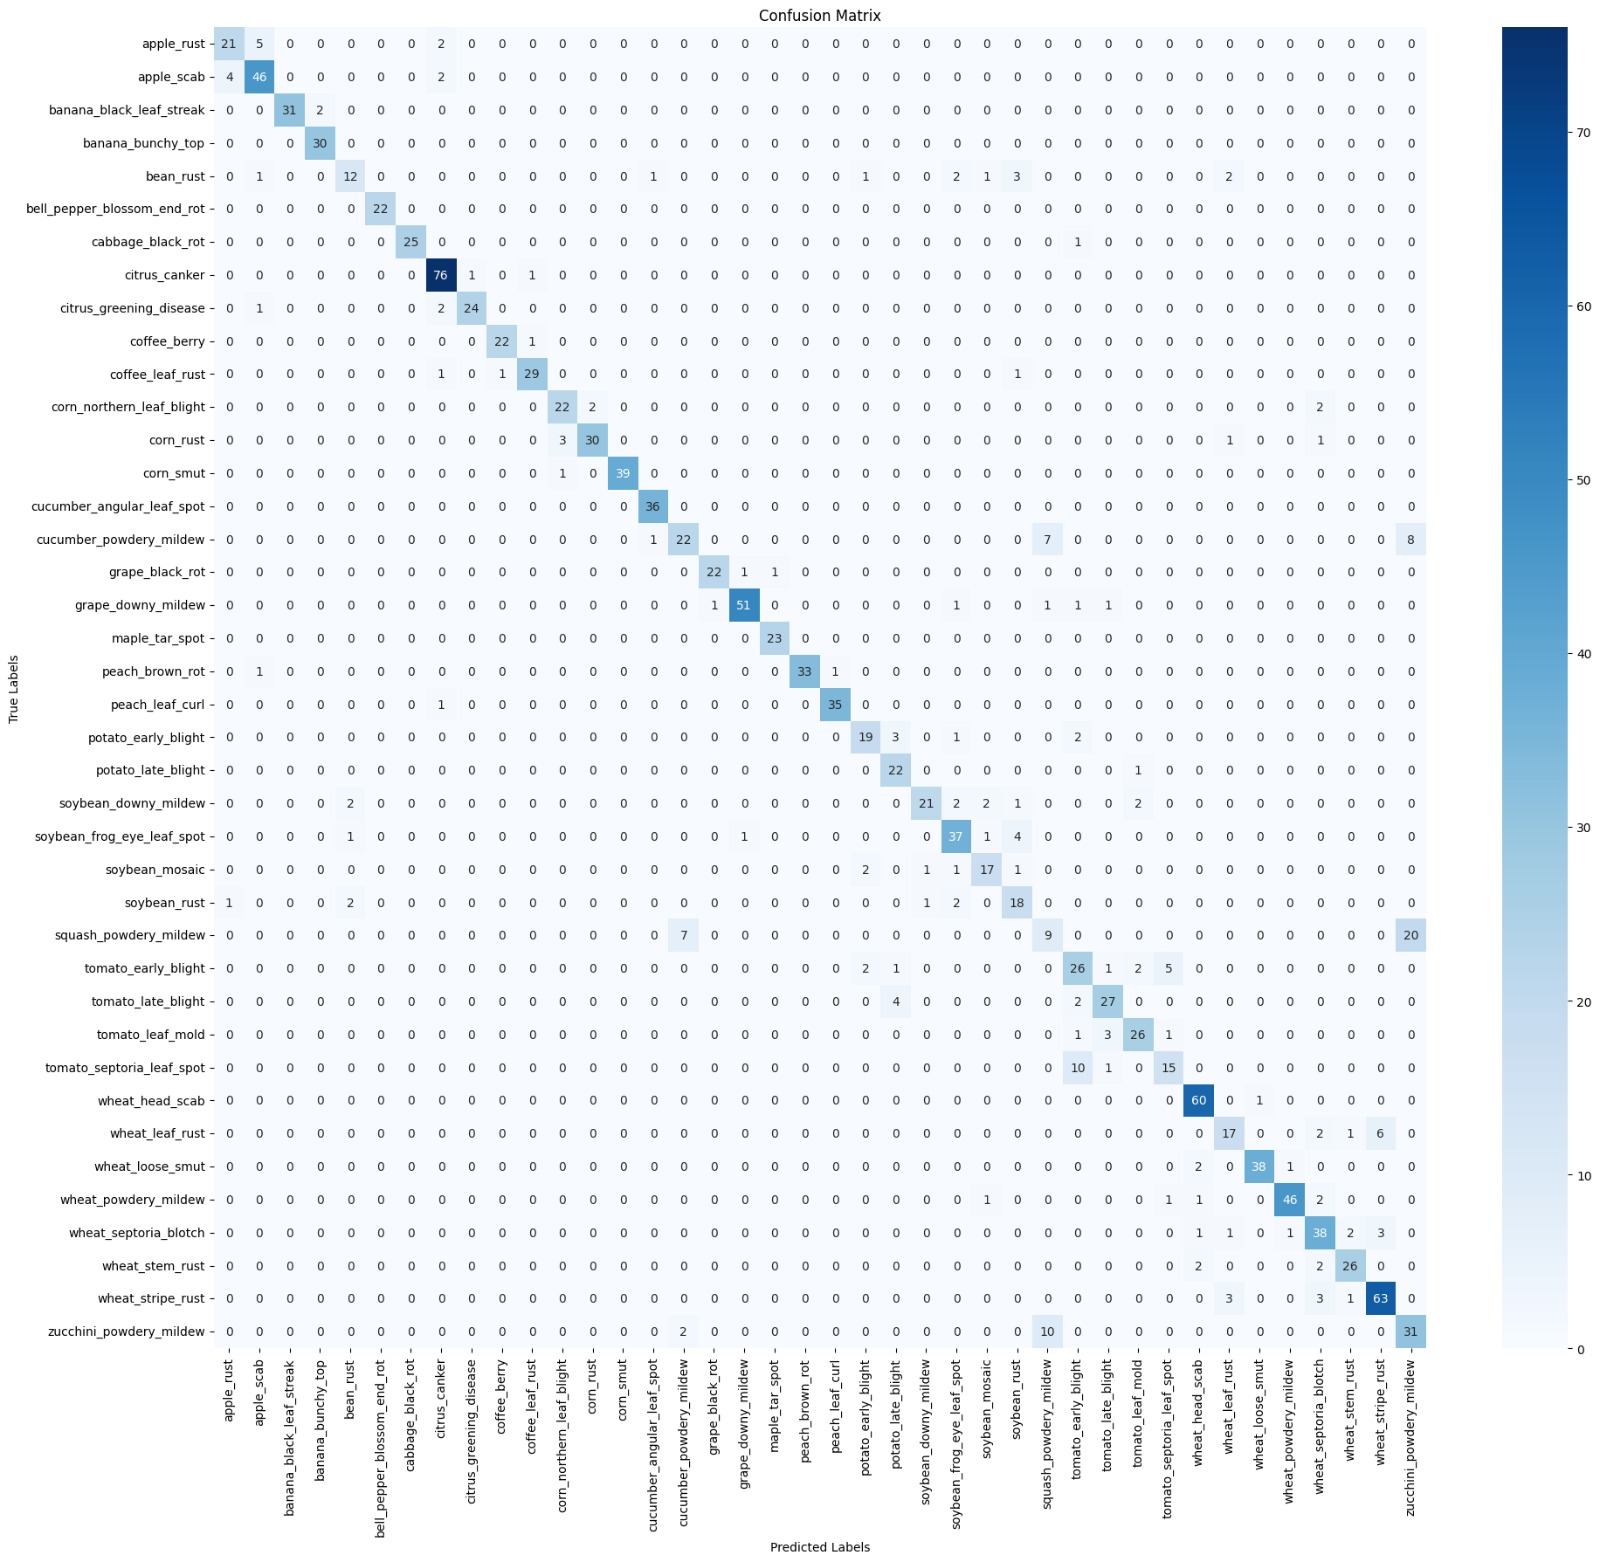 Confusion Matrix
apple_rust 21 5 0 0 0 0 0 2 0 0 0 0 0 0 0 0 0 0 0 0 0 0 0 0 0 0 0 0 0 0 0 0 0 0 0 0 0 0 0 0
apple_scab 4 46 0 0 0 0 0 2 0 0 0 0 0 0 0 0 0 0 0 0 0 0 0 0 0 0 0 0 0 0 0 0 0 0 0 0 0 0 0 0
banana_black_leaf_streak 0 0 31 2 0 0 0 0 0 0 0 0 0 0 0 0 0 0 0 0 0 0 0 0 0 0 0 0 0 0 0 0 0 0 0 0 0 0 0 0
banana_bunchy_top 0 0 0 30 0 0 0 0 0 0 0 0 0 0 0 0 0 0 0 0 0 0 0 0 0 0 0 0 0 0 0 0 0 0 0 0 0 0 0 0
bean_rust 0 1 0 0 12 0 0 0 0 0 0 0 0 0 1 0 0 0 0 0 0 1 0 0 2 1 3 0 0 0 0 0 0 2 0 0 0 0 0 0
bell_pepper_blossom_end_rot 0 0 0 0 0 22 0 0 0 0 0 0 0 0 0 0 0 0 0 0 0 0 0 0 0 0 0 0 0 0 0 0 0 0 0 0 0 0 0 0
cabbage_black_rot 0 0 0 0 0 0 25 0 0 0 0 0 0 0 0 0 0 0 0 0 0 0 0 0 0 0 0 0 1 0 0 0 0 0 0 0 0 0 0 0
citrus_canker 0 0 0 0 0 0 0 76 1 0 1 0 0 0 0 0 0 0 0 0 0 0 0 0 0 0 0 0 0 0 0 0 0 0 0 0 0 0 0 0
citrus_greening_disease 0 1 0 0 0 0 0 2 24 0 0 0 0 0 0 0 0 0 0 0 0 0 0 0 0 0 0 0 0 0 0 0 0 0 0 0 0 0 0 0
coffee_berry 0 0 0 0 0 0 0 0 0 22 1 0 0 0 0 0 0 0 0 0 0 0 0 0 0 0 0 0 0 0 0 0 0 0 0 0 0 0 0 0
coffee_leaf_rust 0 0 0 0 0 0 0 1 0 1 29 0 0 0 0 0 0 0 0 0 0 0 0 0 0 0 1 0 0 0 0 0 0 0 0 0 0 0 0 0
corn_northern_leaf_blight 0 0 0 0 0 0 0 0 0 0 0 22 2 0 0 0 0 0 0 0 0 0 0 0 0 0 0 0 0 0 0 0 0 0 0 0 2 0 0 0
corn_rust 0 0 0 0 0 0 0 0 0 0 0 3 30 0 0 0 0 0 0 0 0 0 0 0 0 0 0 0 0 0 0 0 0 1 0 0 1 0 0 0
corn_smut 0 0 0 0 0 0 0 0 0 0 0 1 0 39 0 0 0 0 0 0 0 0 0 0 0 0 0 0 0 0 0 0 0 0 0 0 0 0 0 0
cucumber_angular_leaf_spot 0 0 0 0 0 0 0 0 0 0 0 0 0 0 36 0 0 0 0 0 0 0 0 0 0 0 0 0 0 0 0 0 0 0 0 0 0 0 0 0
cucumber_powdery_mildew 0 0 0 0 0 0 0 0 0 0 0 0 0 0 1 22 0 0 0 0 0 0 0 0 0 0 0 7 0 0 0 0 0 0 0 0 0 0 0 8
grape_black_rot 0 0 0 0 0 0 0 0 0 0 0 0 0 0 0 0 22 1 1 0 0 0 0 0 0 0 0 0 0 0 0 0 0 0 0 0 0 0 0 0
grape_downy_mildew 0 0 0 0 0 0 0 0 0 0 0 0 0 0 0 0 1 51 0 0 0 0 0 0 1 0 0 1 1 1 0 0 0 0 0 0 0 0 0 0
maple_tar_spot 0 0 0 0 0 0 0 0 0 0 0 0 0 0 0 0 0 0 23 0 0 0 0 0 0 0 0 0 0 0 0 0 0 0 0 0 0 0 0 0
peach_brown_rot 0 1 0 0 0 0 0 0 0 0 0 0 0 0 0 0 0 0 0 33 1 0 0 0 0 0 0 0 0 0 0 0 0 0 0 0 0 0 0 0
peach_leaf_curl 0 0 0 0 0 0 0 1 0 0 0 0 0 0 0 0 0 0 0 0 35 0 0 0 0 0 0 0 0 0 0 0 0 0 0 0 0 0 0 0
potato_early_blight 0 0 0 0 0 0 0 0 0 0 0 0 0 0 0 0 0 0 0 0 0 19 3 0 1 0 0 0 2 0 0 0 0 0 0 0 0 0 0 0
potato_late_blight 0 0 0 0 0 0 0 0 0 0 0 0 0 0 0 0 0 0 0 0 0 0 22 0 0 0 0 0 0 0 1 0 0 0 0 0 0 0 0 0
soybean_downy_mildew 0 0 0 0 2 0 0 0 0 0 0 0 0 0 0 0 0 0 0 0 0 0 0 21 2 2 1 0 0 0 2 0 0 0 0 0 0 0 0 0
soybean_frog_eye_leaf_spot 0 0 0 0 1 0 0 0 0 0 0 0 0 0 0 0 0 1 0 0 0 0 0 0 37 1 4 0 0 0 0 0 0 0 0 0 0 0 0 0
soybean_mosaic 0 0 0 0 0 0 0 0 0 0 0 0 0 0 0 0 0 0 0 0 0 2 0 1 1 17 1 0 0 0 0 0 0 0 0 0 0 0 0 0
soybean_rust 1 0 0 0 2 0 0 0 0 0 0 0 0 0 0 0 0 0 0 0 0 0 0 1 2 0 18 0 0 0 0 0 0 0 0 0 0 0 0 0
squash_powdery_mildew 0 0 0 0 0 0 0 0 0 0 0 0 0 0 0 7 0 0 0 0 0 0 0 0 0 0 0 9 0 0 0 0 0 0 0 0 0 0 0 20
tomato_early_blight 0 0 0 0 0 0 0 0 0 0 0 0 0 0 0 0 0 0 0 0 0 2 1 0 0 0 0 0 26 1 2 5 0 0 0 0 0 0 0 0
tomato_late_blight 0 0 0 0 0 0 0 0 0 0 0 0 0 0 0 0 0 0 0 0 0 0 4 0 0 0 0 0 2 27 0 0 0 0 0 0 0 0 0 0
tomato_leaf_mold 0 0 0 0 0 0 0 0 0 0 0 0 0 0 0 0 0 0 0 0 0 0 0 0 0 0 0 0 1 3 26 1 0 0 0 0 0 0 0 0
tomato_septoria_leaf_spot 0 0 0 0 0 0 0 0 0 0 0 0 0 0 0 0 0 0 0 0 0 0 0 0 0 0 0 0 10 1 0 15 0 0 0 0 0 0 0 0
wheat_head_scab 0 0 0 0 0 0 0 0 0 0 0 0 0 0 0 0 0 0 0 0 0 0 0 0 0 0 0 0 0 0 0 0 60 0 1 0 0 0 0 0
wheat_leaf_rust 0 0 0 0 0 0 0 0 0 0 0 0 0 0 0 0 0 0 0 0 0 0 0 0 0 0 0 0 0 0 0 0 0 17 0 0 2 1 6 0
wheat_loose_smut 0 0 0 0 0 0 0 0 0 0 0 0 0 0 0 0 0 0 0 0 0 0 0 0 0 0 0 0 0 0 0 0 2 0 38 1 0 0 0 0
wheat_powdery_mildew 0 0 0 0 0 0 0 0 0 0 0 0 0 0 0 0 0 0 0 0 0 0 0 0 0 1 0 0 0 0 0 1 1 0 0 46 2 0 0 0
wheat_septoria_blotch 0 0 0 0 0 0 0 0 0 0 0 0 0 0 0 0 0 0 0 0 0 0 0 0 0 0 0 0 0 0 0 0 1 1 0 1 38 2 3 0
wheat_stem_rust 0 0 0 0 0 0 0 0 0 0 0 0 0 0 0 0 0 0 0 0 0 0 0 0 0 0 0 0 0 0 0 0 2 0 0 0 2 26 0 0
wheat_stripe_rust 0 0 0 0 0 0 0 0 0 0 0 0 0 0 0 0 0 0 0 0 0 0 0 0 0 0 0 0 0 0 0 0 0 3 0 0 3 1 63 0
zucchini_powdery_mildew 0 0 0 0 0 0 0 0 0 0 0 0 0 0 0 2 0 0 0 0 0 0 0 0 0 0 0 10 0 0 0 0 0 0 0 0 0 0 0 31
True Labels
apple_rust
apple_scab
banana_black_leaf_streak
banana_bunchy_top
bean_rust
bell_pepper_blossom_end_rot
cabbage_black_rot
citrus_canker
citrus_greening_disease
coffee_berry
coffee_leaf_rust
corn_northern_leaf_blight
corn_rust
corn_smut
cucumber_angular_leaf_spot
cucumber_powdery_mildew
grape_black_rot
grape_downy_mildew
maple_tar_spot
peach_brown_rot
peach_leaf_curl
potato_early_blight
potato_late_blight
soybean_downy_mildew
soybean_frog_eye_leaf_spot
soybean_mosaic
soybean_rust
squash_powdery_mildew
tomato_early_blight
tomato_late_blight
tomato_leaf_mold
tomato_septoria_leaf_spot
wheat_head_scab
wheat_leaf_rust
wheat_loose_smut
wheat_powdery_mildew
wheat_septoria_blotch
wheat_stem_rust
wheat_stripe_rust
zucchini_powdery_mildew
Predicted Labels
70
60
50
40
30
20
10
0